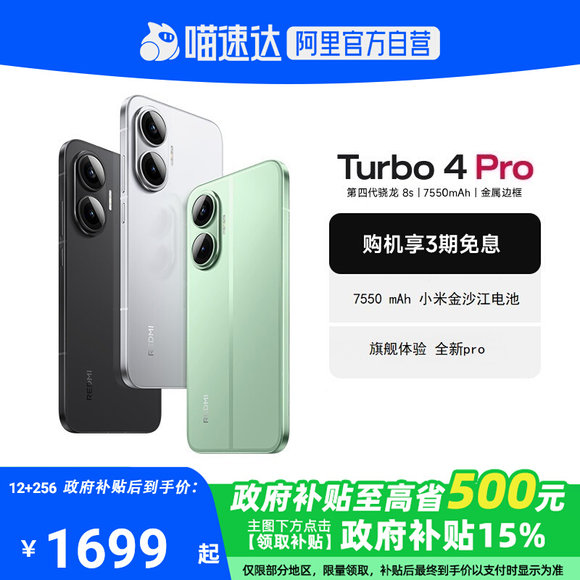 喵速达 阿里官方自营
Turbo 4 Pro
第四代骁龙 8s | 7550mAh | 金属边框
购机享3期免息
7550 mAh 小米金沙江电池
旗舰体验 全新pro
REDMI
REDMI
REDMI
12+256 政府补贴后到手价：
¥ 1699 起
政府补贴至高省500元
主图下方点击
【领取补贴】
政府补贴15%
仅限部分地区，限量领取，补贴后最终到手价以支付时显示为准